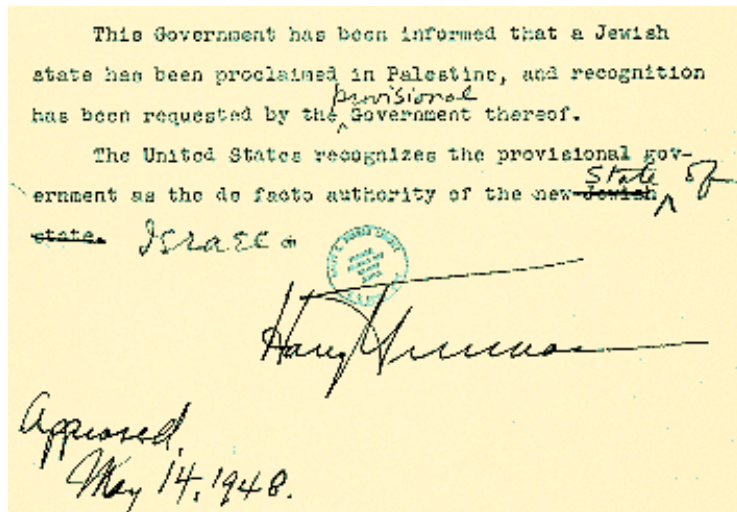 This Government has been informed that a Jewish
state has been proclaimed in Palestine, and recognition
provisional
has been requested by the Government thereof.
The United States recognizes the provisional gov-
State of
ernment as the de facto authority of the new Jewish
state. Israel.
Harry Truman
Approved,
May 14, 1948.